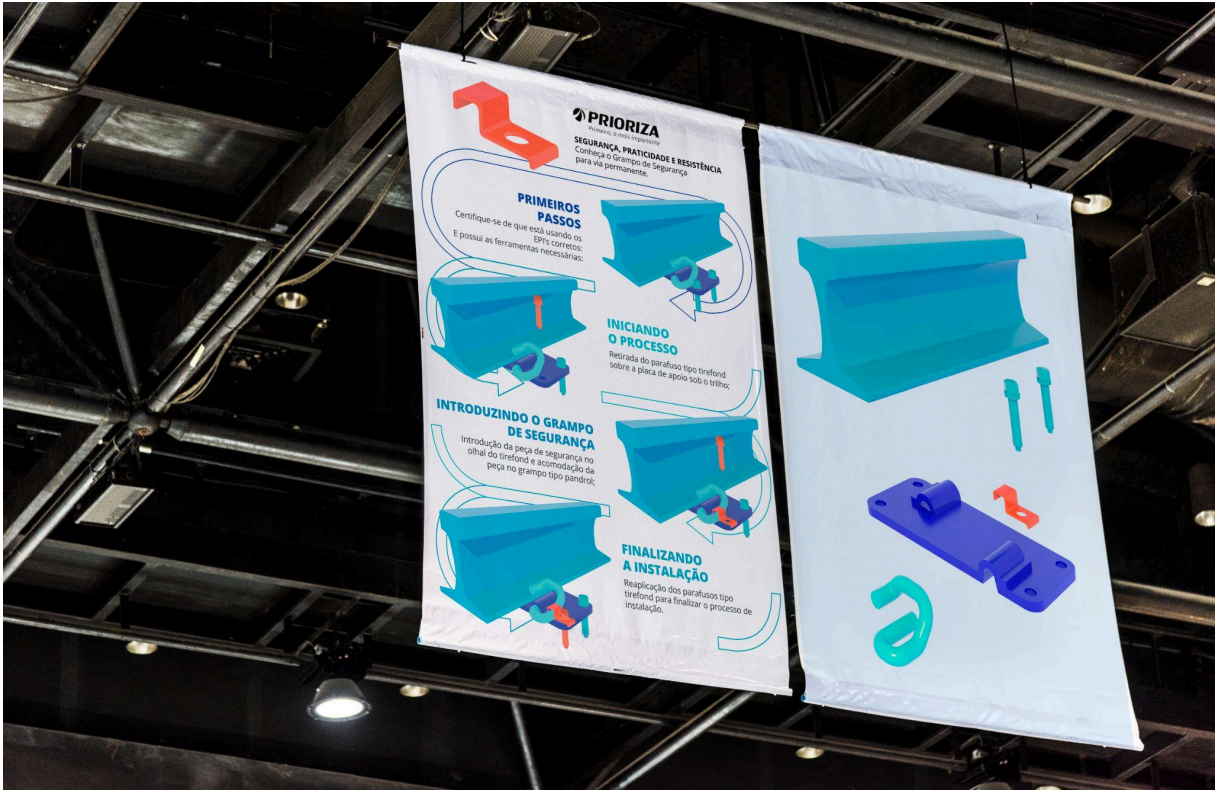 PRIORIZA
Primeiro, o mais importante
SEGURANÇA, PRATICIDADE E RESISTÊNCIA
Conheça o Grampo de Segurança
para via permanente.
PRIMEIROS
PASSOS
Certifique-se de que está usando os
EPI's corretos;
E possui as ferramentas necessárias:
INICIANDO
O PROCESSO
Retirada do parafuso tipo tirefond
sobre a placa de apoio sob o trilho;
INTRODUZINDO O GRAMPO
DE SEGURANÇA
Introdução da peça de segurança no
olhal do tirefond e acomodação da
peça no grampo tipo pandrol;
FINALIZANDO
A INSTALAÇÃO
Reaplicação dos parafusos tipo
tirefond para finalizar o processo de
instalação.